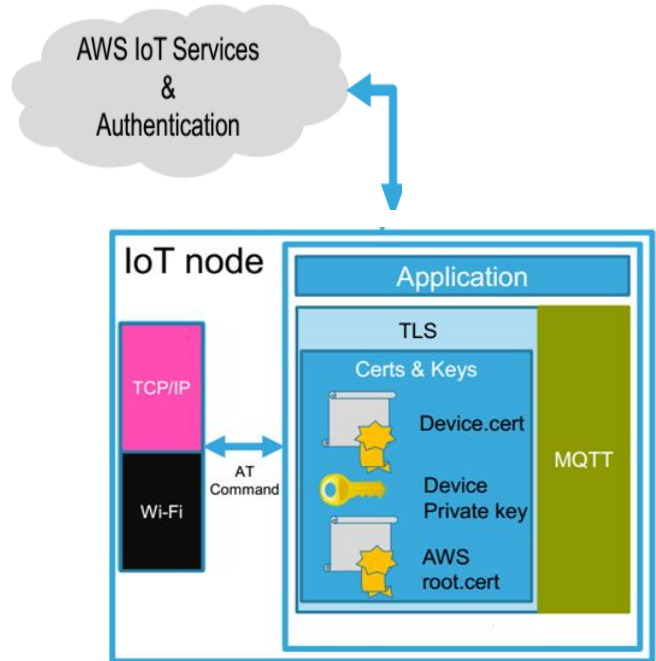 AWS IoT Services
&
Authentication
IoT node
Application
TLS
Certs & Keys
TCP/IP
Device.cert
AT
Command
MQTT
Device
Private key
Wi-Fi
AWS
root.cert